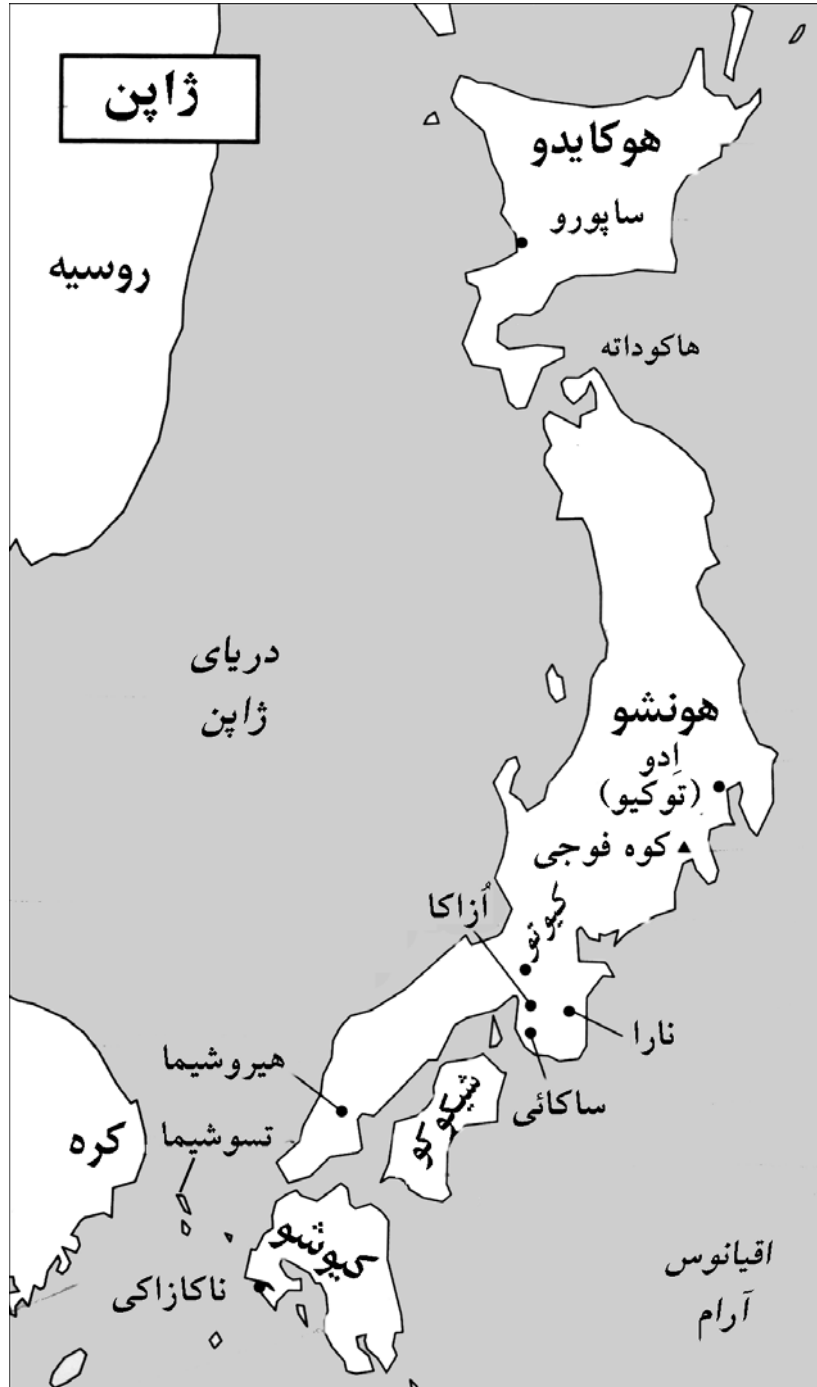 ژاپن
هوکایدو
ساپورو
روسیه
هاکوداته
دریای
ژاپن
هونشو
اِدو
(توکیو)
کوه فوجی
کیوتو
اُزاکا
نارا
ساکائی
هیروشیما
شیکوکو
تسوشیما
کره
کیوشو
ناکازاکی
اقیانوس
آرام